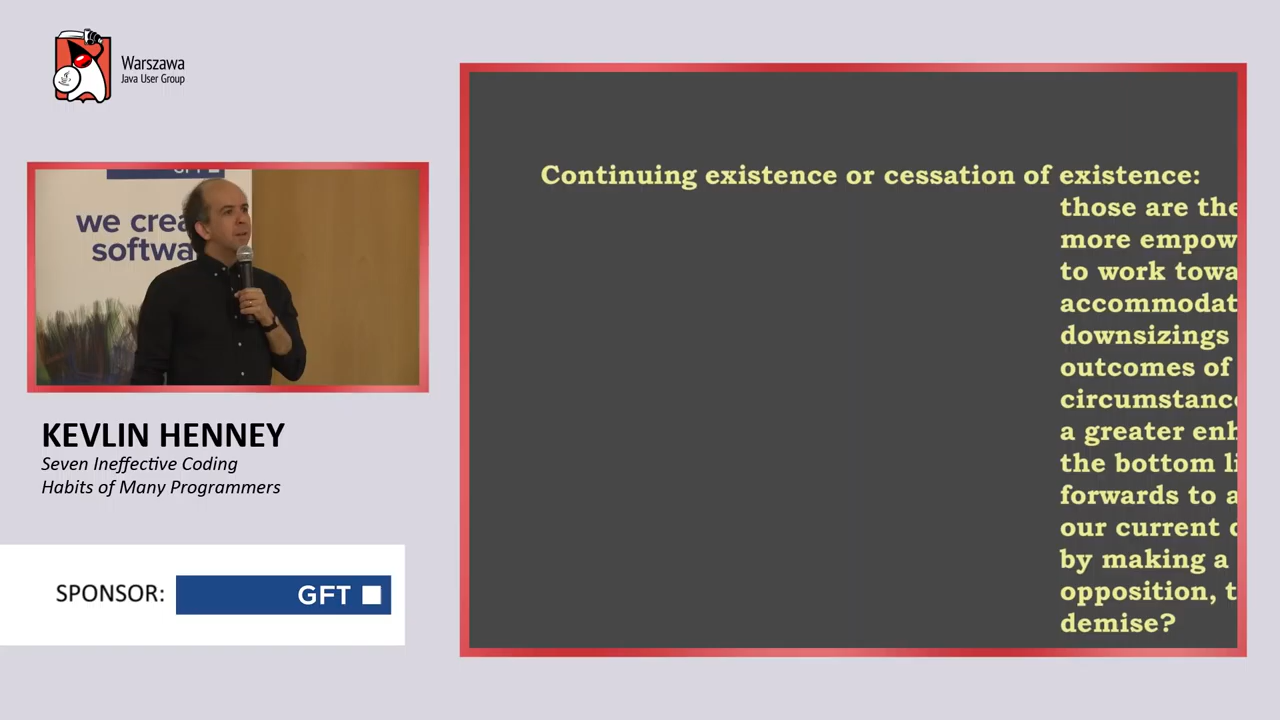 Warszawa
Java User Group
we crea
softwa
KEVLIN HENNEY
Seven Ineffective Coding
Habits of Many Programmers
SPONSOR:
GFT
Continuing existence or cessation of existence:
those are the
more empow
to work towa
accommodat
downsizings
outcomes of
circumstanc
a greater enh
the bottom li
forwards to a
our current
by making a
opposition, t
demise?